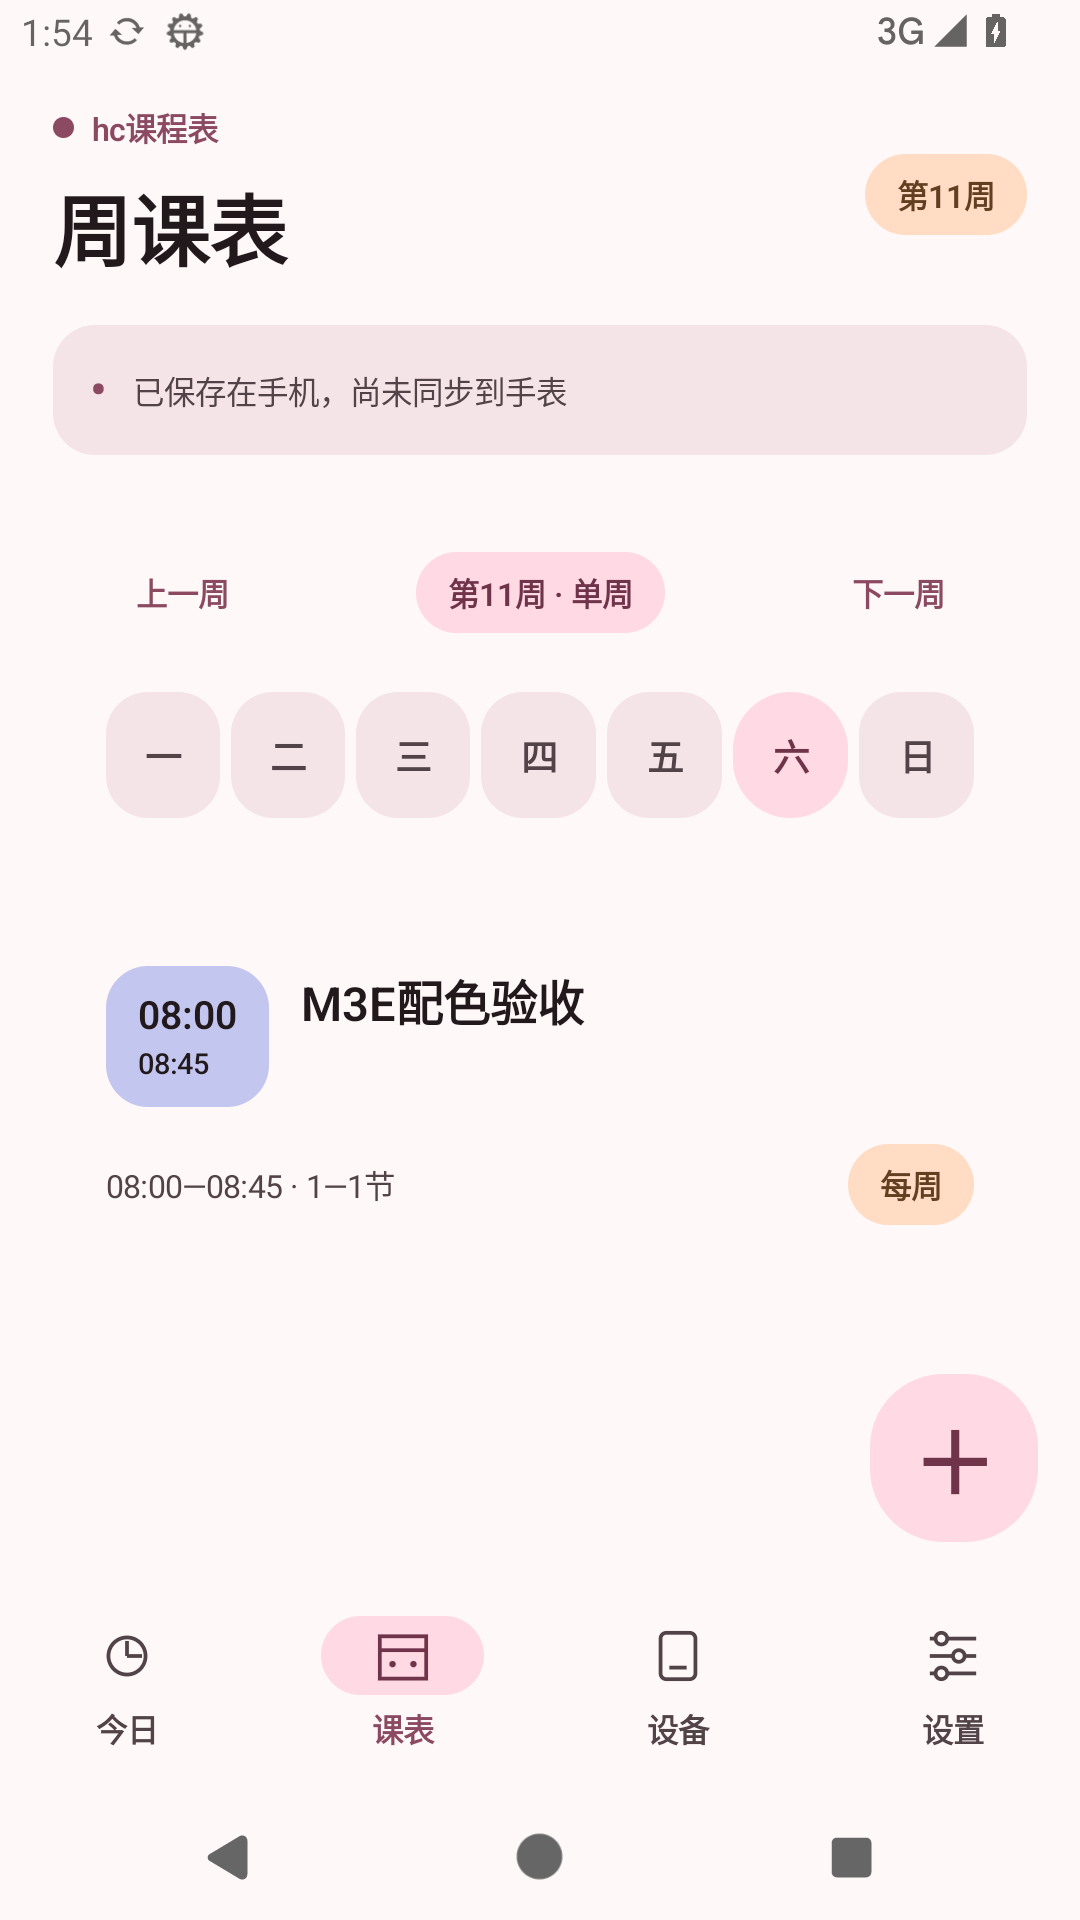 1:54
3G
hc课程表
周课表
第11周
已保存在手机，尚未同步到手表
上一周
第11周 · 单周
下一周
一 二 三 四 五 六 日
08:00
08:45
M3E配色验收
08:00—08:45 · 1—1节
每周
今日
课表
设备
设置